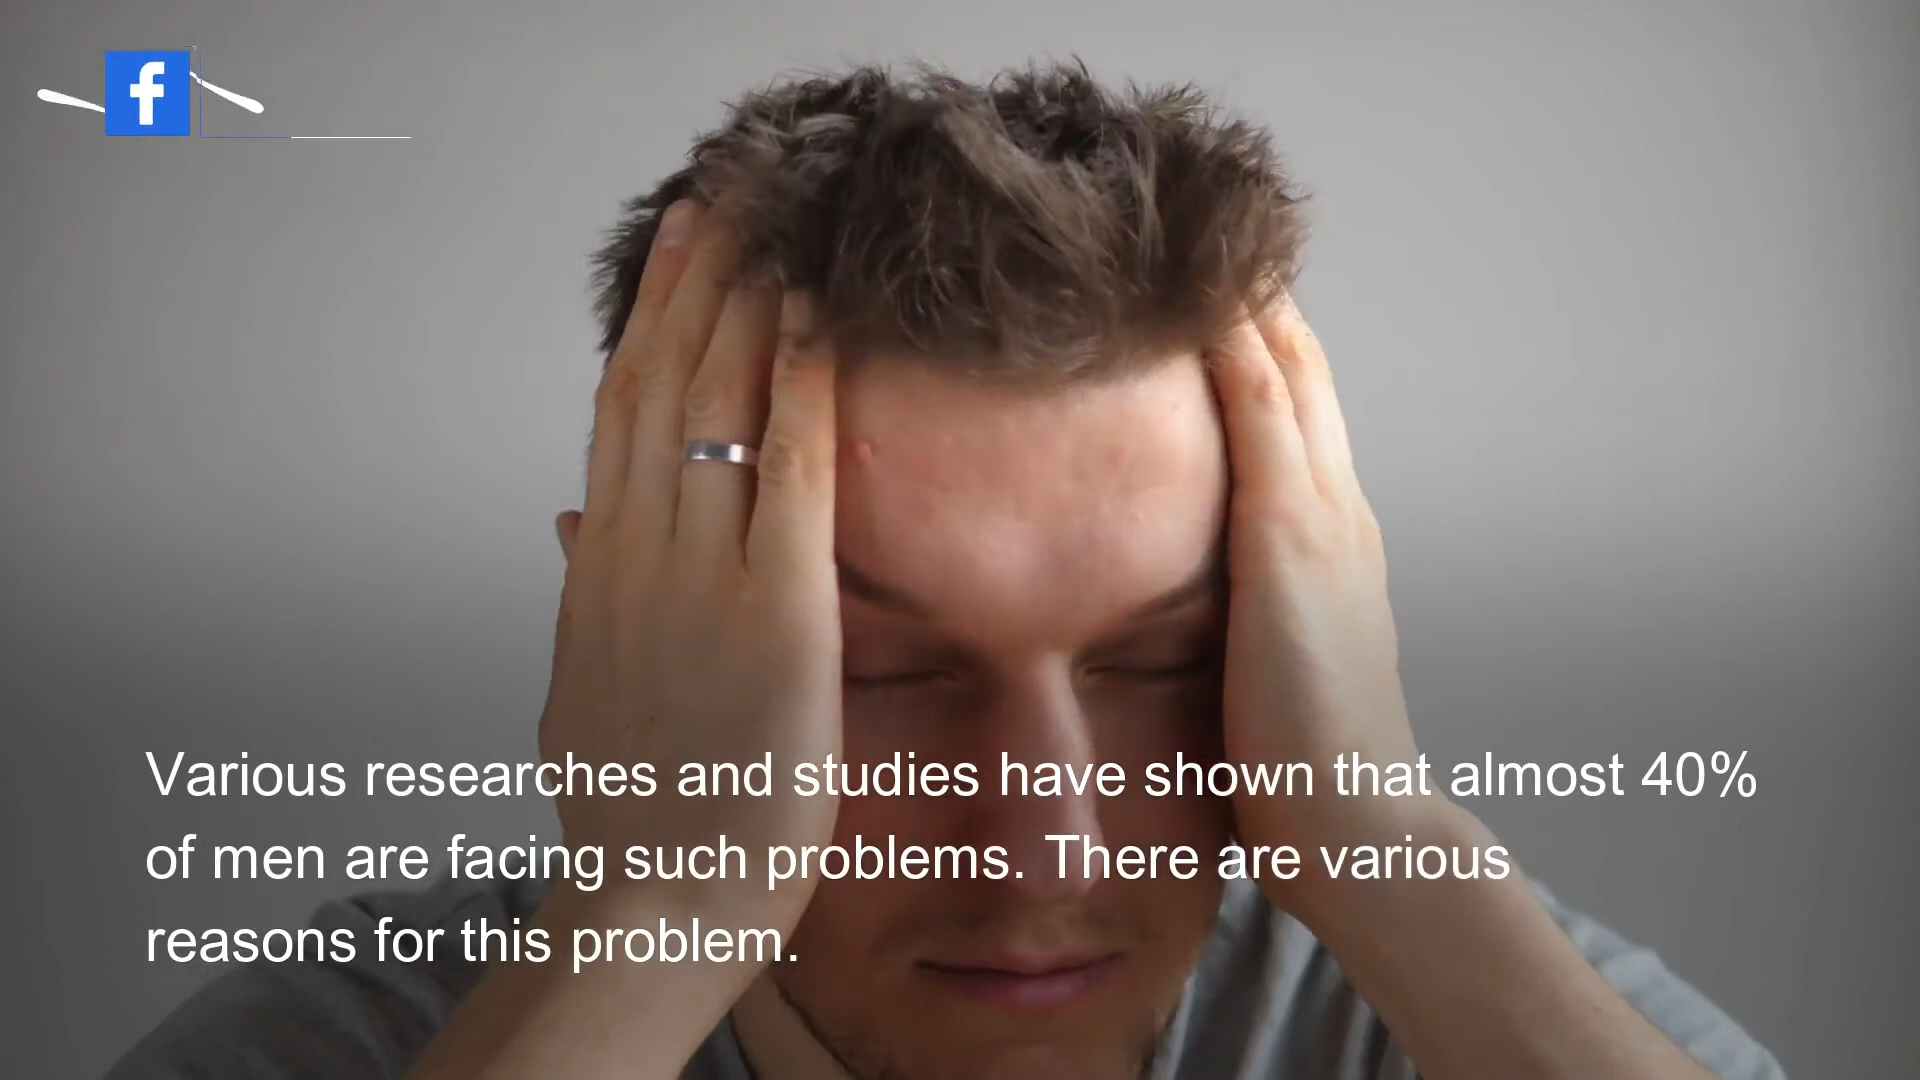 Various researches and studies have shown that almost 40%
of men are facing such problems. There are various
reasons for this problem.